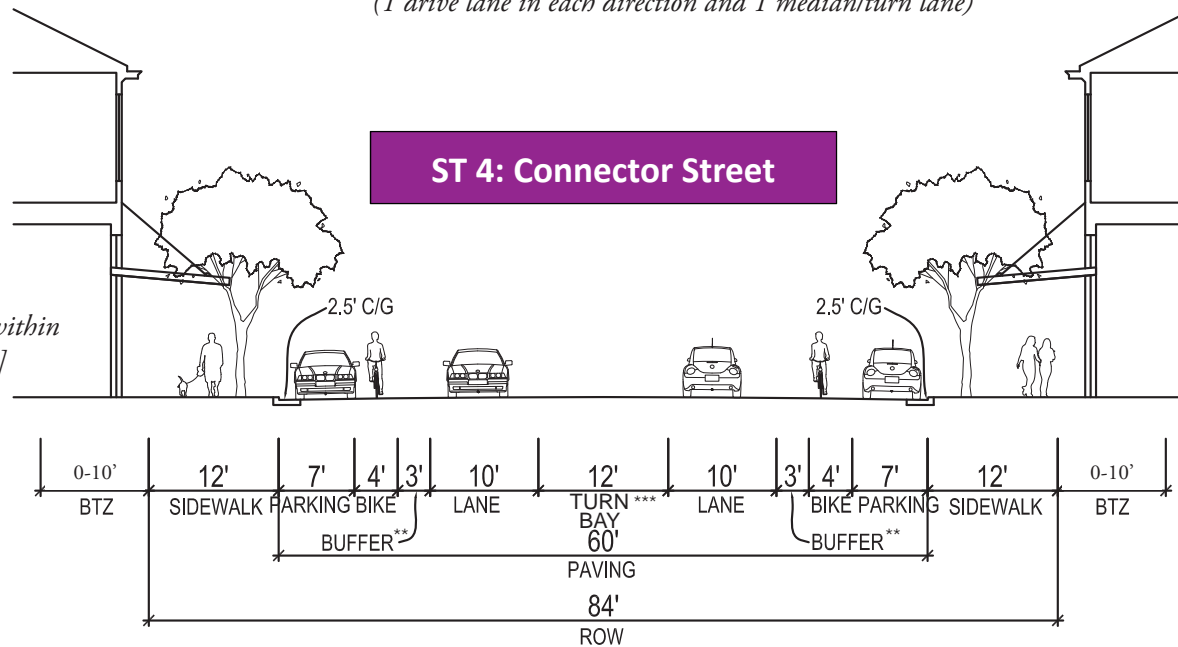 (1 drive lane in each direction and 1 median/turn lane)
ST 4: Connector Street
2.5' C/G 2.5' C/G
within
]
0-10' 12' 7' 4' 3' 10' 12' 10' 3' 4' 7' 12' 0-10'
BTZ SIDEWALK PARKING BIKE LANE TURN *** LANE BIKE PARKING SIDEWALK BTZ
BAY
BUFFER** BUFFER**
60'
PAVING
84'
ROW